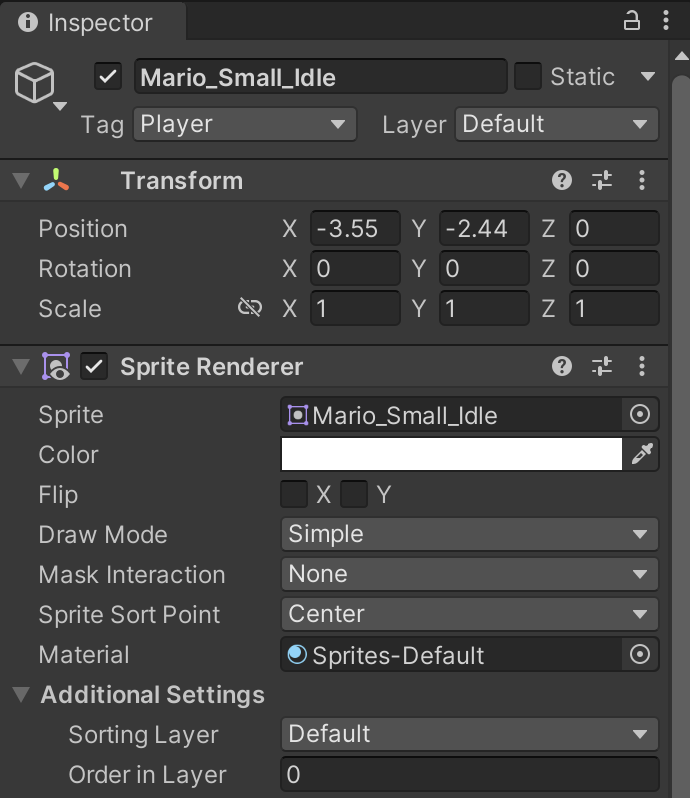 Inspector
Mario_Small_Idle Static
Tag Player Layer Default
Transform
Position X -3.55 Y -2.44 Z 0
Rotation X 0 Y 0 Z 0
Scale X 1 Y 1 Z 1
Sprite Renderer
Sprite Mario_Small_Idle
Color
Flip X Y
Draw Mode Simple
Mask Interaction None
Sprite Sort Point Center
Material Sprites-Default
Additional Settings
Sorting Layer Default
Order in Layer 0